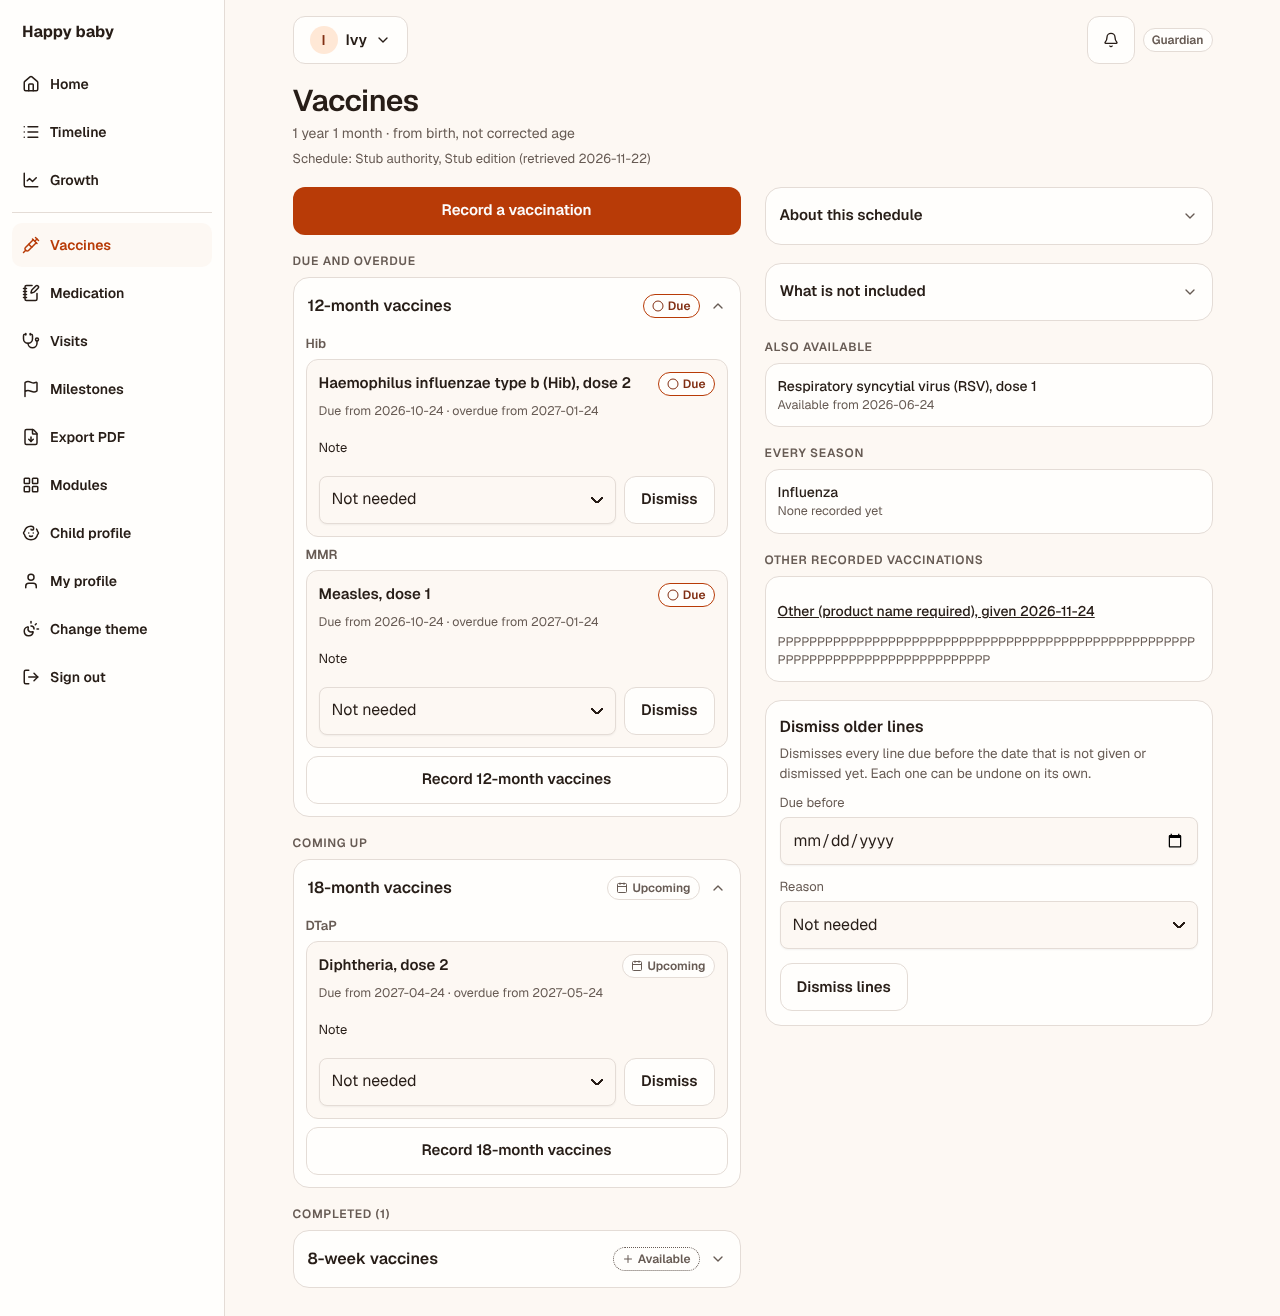 Happy baby
Home
Timeline
Growth
Vaccines
Medication
Visits
Milestones
Export PDF
Modules
Child profile
My profile
Change theme
Sign out
I Ivy
Guardian
Vaccines
1 year 1 month · from birth, not corrected age
Schedule: Stub authority, Stub edition (retrieved 2026-11-22)
Record a vaccination
DUE AND OVERDUE
12-month vaccines Due
Hib
Haemophilus influenzae type b (Hib), dose 2 Due
Due from 2026-10-24 · overdue from 2027-01-24
Note
Not needed Dismiss
MMR
Measles, dose 1 Due
Due from 2026-10-24 · overdue from 2027-01-24
Note
Not needed Dismiss
Record 12-month vaccines
COMING UP
18-month vaccines Upcoming
DTaP
Diphtheria, dose 2 Upcoming
Due from 2027-04-24 · overdue from 2027-05-24
Note
Not needed Dismiss
Record 18-month vaccines
COMPLETED (1)
8-week vaccines Available
About this schedule
What is not included
ALSO AVAILABLE
Respiratory syncytial virus (RSV), dose 1
Available from 2026-06-24
EVERY SEASON
Influenza
None recorded yet
OTHER RECORDED VACCINATIONS
Other (product name required), given 2026-11-24
PPPPPPPPPPPPPPPPPPPPPPPPPPPPPPPPPPPPPPPPPPPPPPPPPPPPP
PPPPPPPPPPPPPPPPPPPPPPPPPPP
Dismiss older lines
Dismisses every line due before the date that is not given or
dismissed yet. Each one can be undone on its own.
Due before
mm/dd/yyyy
Reason
Not needed
Dismiss lines